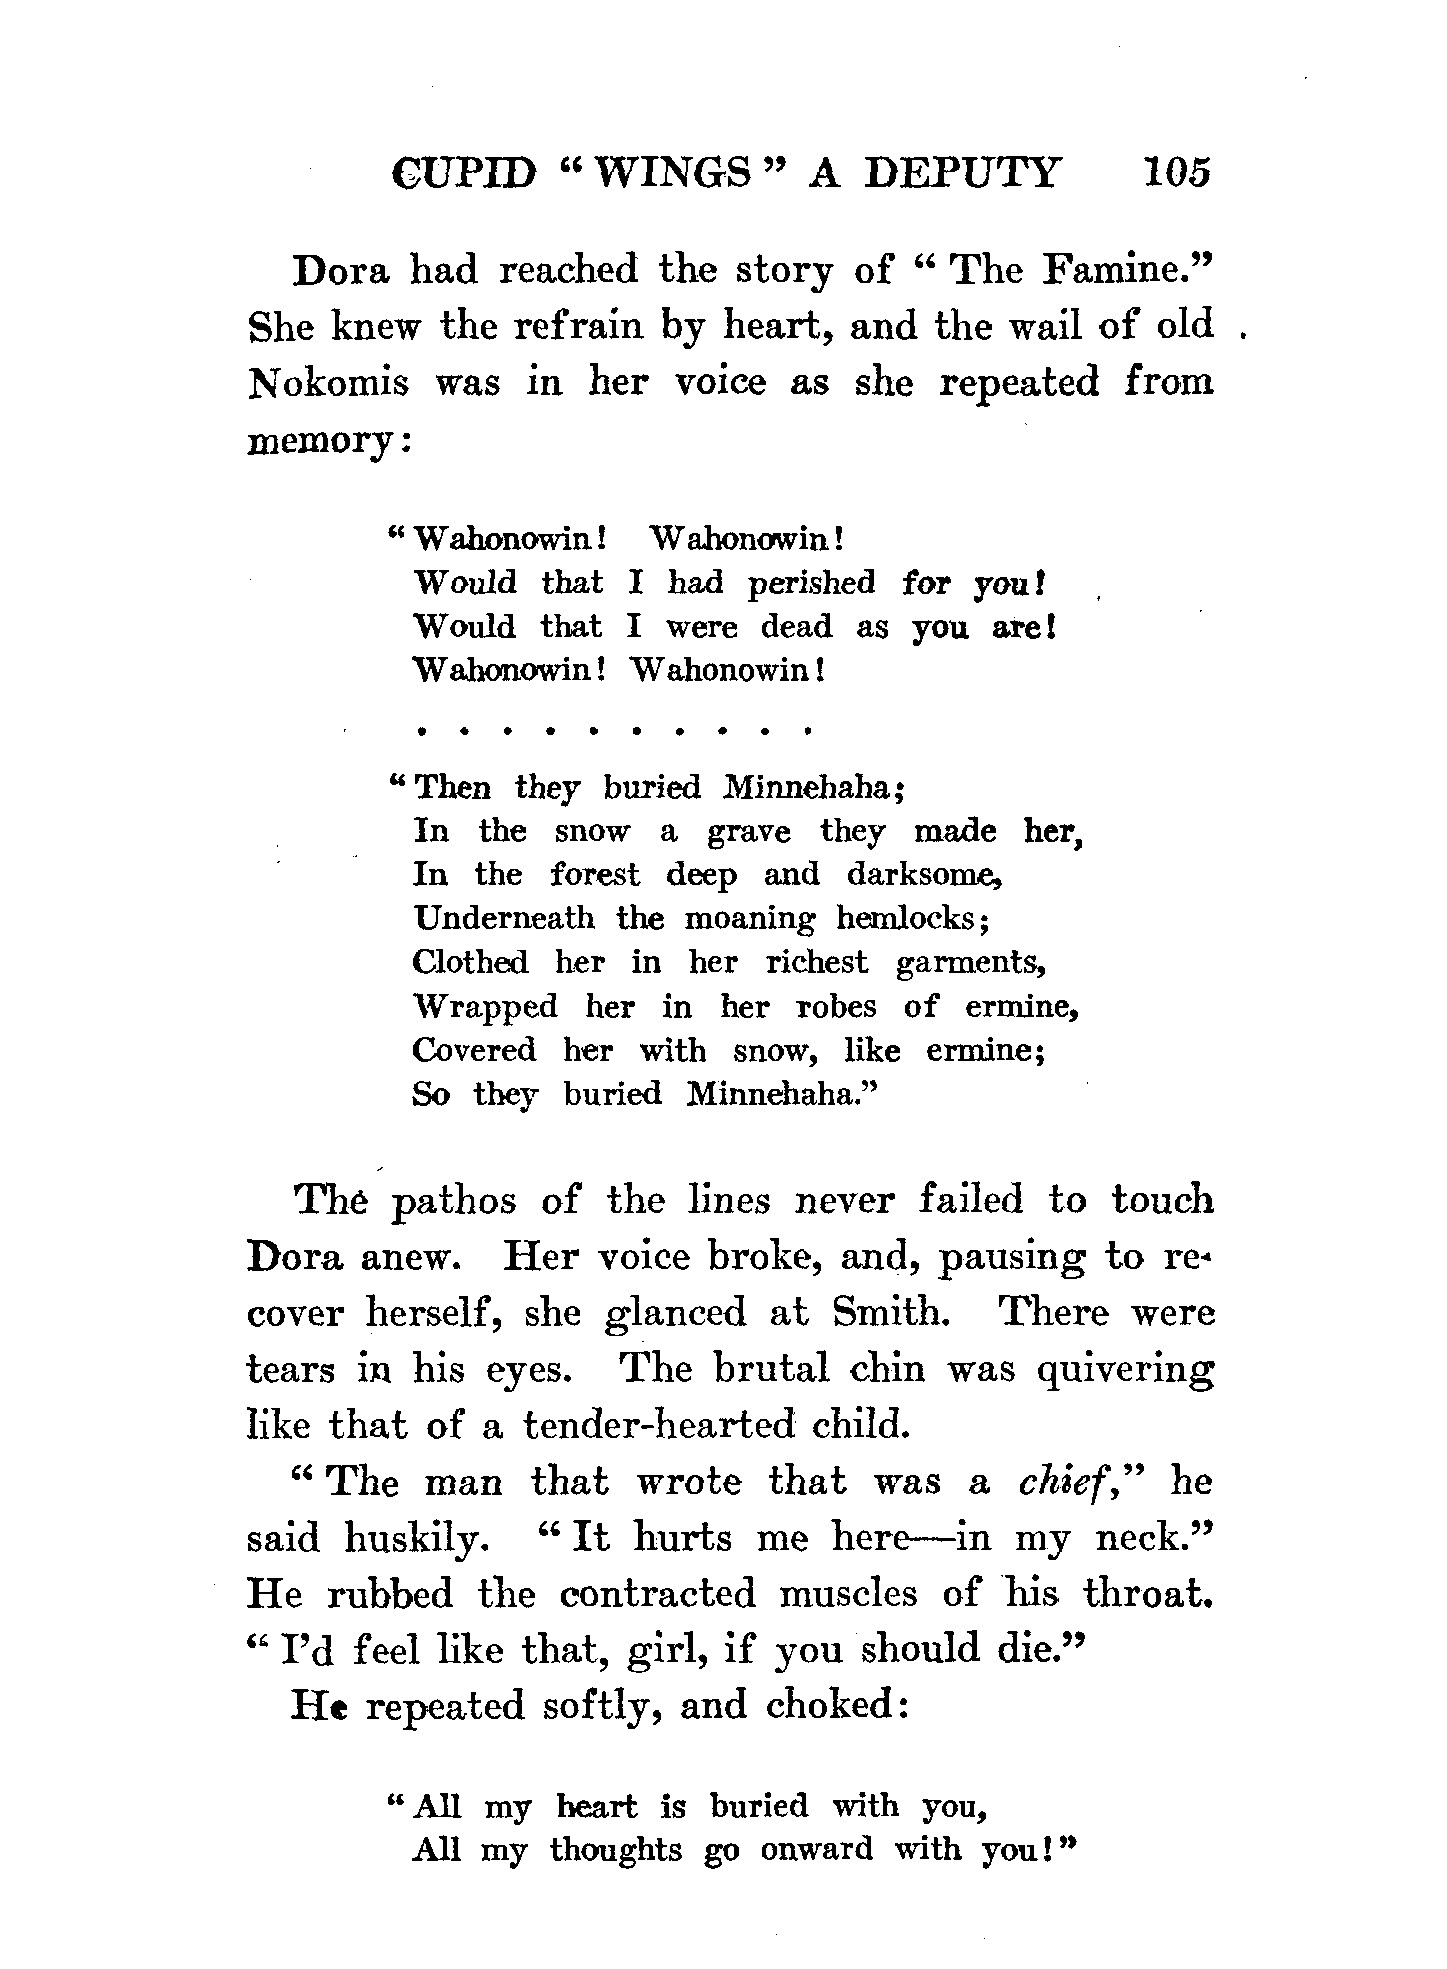 CUPID “ WINGS ” A DEPUTY 105
Dora had reached the story of “ The Famine.”
She knew the refrain by heart, and the wail of old
Nokomis was in her voice as she repeated from
memory:
“ Wahonowin! Wahonowin!
Would that I had perished for you!
Would that I were dead as you are!
Wahonowin! Wahonowin!
. . . . . . . . . .
“ Then they buried Minnehaha;
In the snow a grave they made her,
In the forest deep and darksome,
Underneath the moaning hemlocks;
Clothed her in her richest garments,
Wrapped her in her robes of ermine,
Covered her with snow, like ermine;
So they buried Minnehaha.”
The pathos of the lines never failed to touch
Dora anew. Her voice broke, and, pausing to re-
cover herself, she glanced at Smith. There were
tears in his eyes. The brutal chin was quivering
like that of a tender-hearted child.
“ The man that wrote that was a chief,” he
said huskily. “ It hurts me here—in my neck.”
He rubbed the contracted muscles of his throat.
“ I’d feel like that, girl, if you should die.”
He repeated softly, and choked:
“ All my heart is buried with you,
All my thoughts go onward with you!”